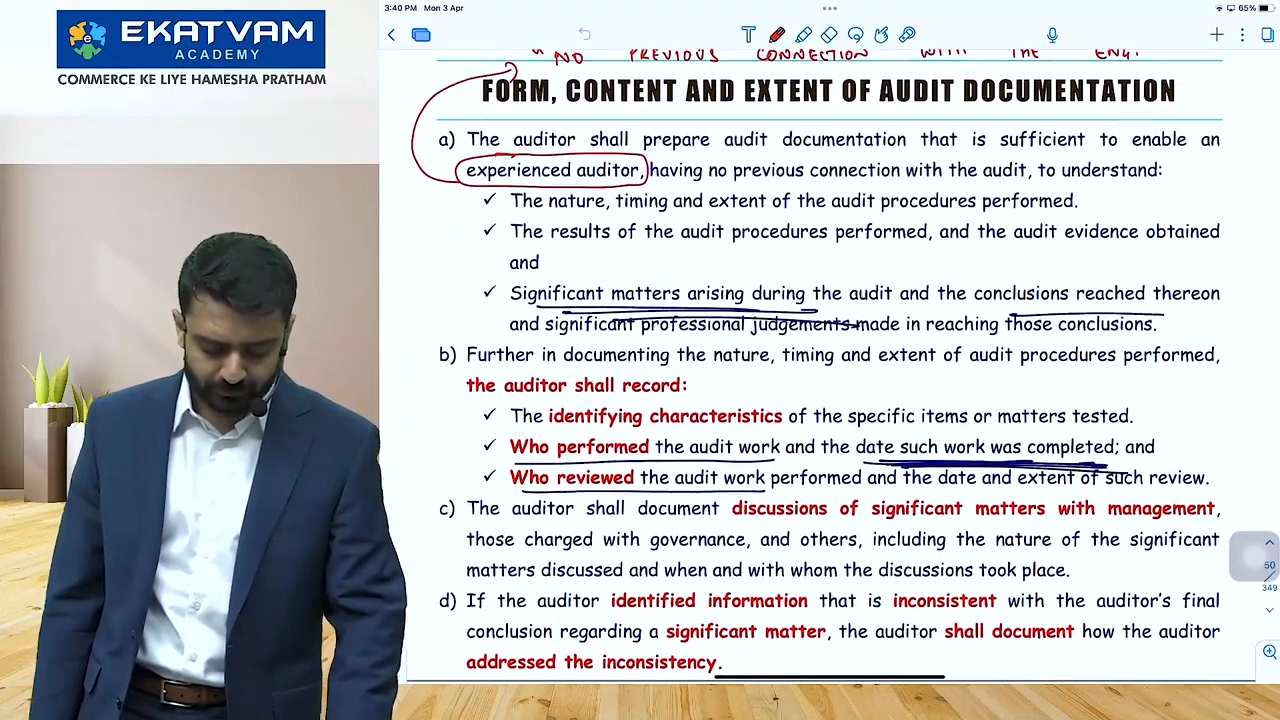 3:40 PM Mon 3 Apr
65%
EKATVAM
ACADEMY
COMMERCE KE LIYE HAMESHA PRATHAM
NO PREVIOUS CONNECTION WITH THE ENG.
FORM, CONTENT AND EXTENT OF AUDIT DOCUMENTATION
a) The auditor shall prepare audit documentation that is sufficient to enable an
experienced auditor, having no previous connection with the audit, to understand:
✓ The nature, timing and extent of the audit procedures performed.
✓ The results of the audit procedures performed, and the audit evidence obtained
and
✓ Significant matters arising during the audit and the conclusions reached thereon
and significant professional judgements made in reaching those conclusions.
b) Further in documenting the nature, timing and extent of audit procedures performed,
the auditor shall record:
✓ The identifying characteristics of the specific items or matters tested.
✓ Who performed the audit work and the date such work was completed; and
✓ Who reviewed the audit work performed and the date and extent of such review.
c) The auditor shall document discussions of significant matters with management,
those charged with governance, and others, including the nature of the significant
matters discussed and when and with whom the discussions took place.
d) If the auditor identified information that is inconsistent with the auditor's final
conclusion regarding a significant matter, the auditor shall document how the auditor
addressed the inconsistency.
50
349